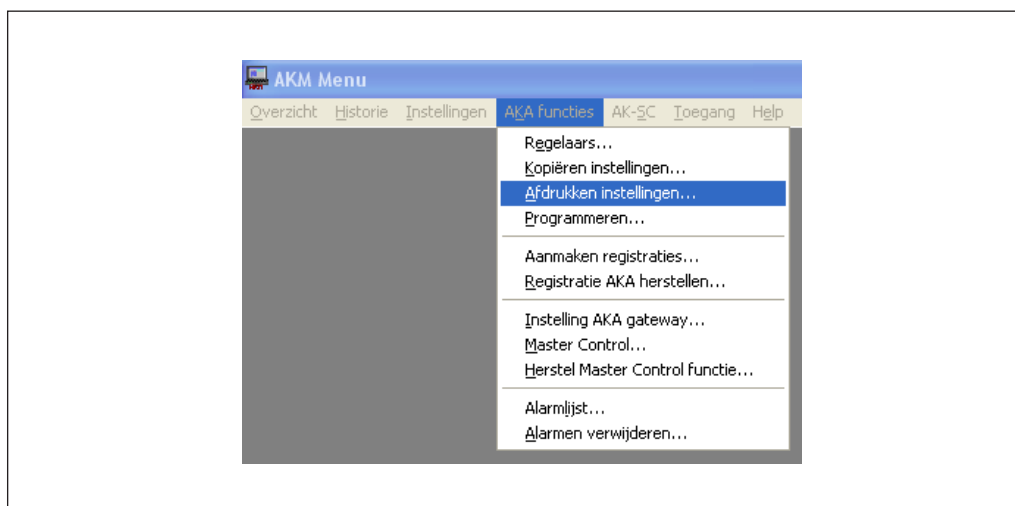 AKM Menu
Overzicht Historie Instellingen AKA functies AK-SC Toegang Help
Regelaars...
Kopiëren instellingen...
Afdrukken instellingen...
Programmeren...
Aanmaken registraties...
Registratie AKA herstellen...
Instelling AKA gateway...
Master Control...
Herstel Master Control functie...
Alarmlijst...
Alarmen verwijderen...